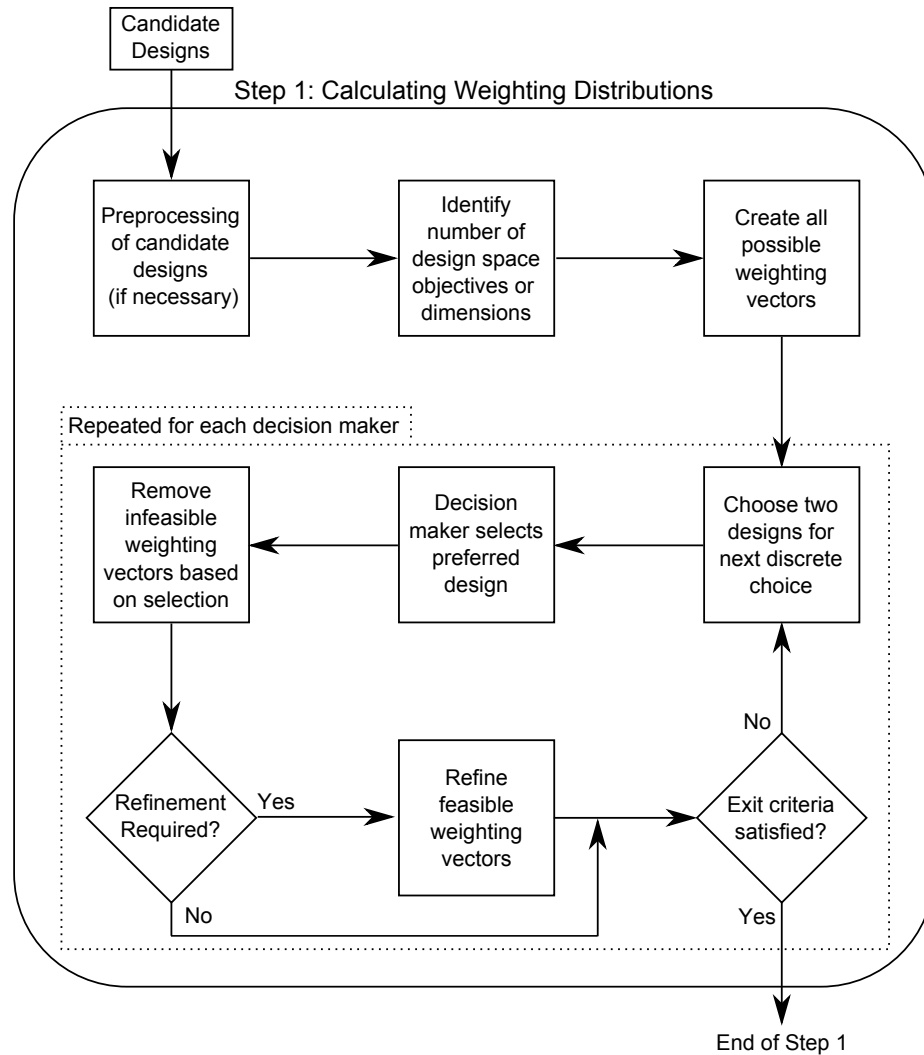 Candidate
Designs
Step 1: Calculating Weighting Distributions
Preprocessing
of candidate
designs
(if necessary)
Identify
number of
design space
objectives or
dimensions
Create all
possible
weighting
vectors
Repeated for each decision maker
Remove
infeasible
weighting
vectors based
on selection
Decision
maker selects
preferred
design
Choose two
designs for
next discrete
choice
No
Refinement
Required?
Yes
Refine
feasible
weighting
vectors
Exit criteria
satisfied?
No
Yes
End of Step 1